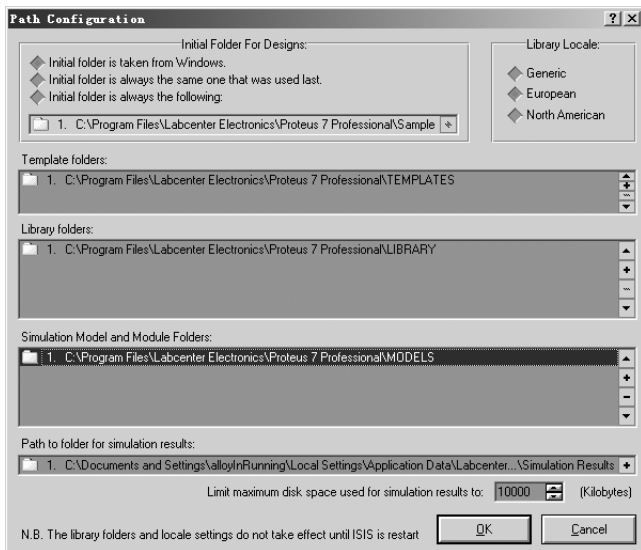 Path Configuration
Initial Folder For Designs:
Initial folder is taken from Windows.
Initial folder is always the same one that was used last.
Initial folder is always the following:
1. C:\Program Files\Labcenter Electronics\Proteus 7 Professional\Sample
Library Locale:
Generic
European
North American
Template folders:
1. C:\Program Files\Labcenter Electronics\Proteus 7 Professional\TEMPLATES
Library folders:
1. C:\Program Files\Labcenter Electronics\Proteus 7 Professional\LIBRARY
Simulation Model and Module Folders:
1. C:\Program Files\Labcenter Electronics\Proteus 7 Professional\MODELS
Path to folder for simulation results:
1. C:\Documents and Settings\alloyInRunning\Local Settings\Application Data\Labcenter...\Simulation Results
Limit maximum disk space used for simulation results to: 10000 (Kilobytes)
N.B. The library folders and locale settings do not take effect until ISIS is restart
OK
Cancel